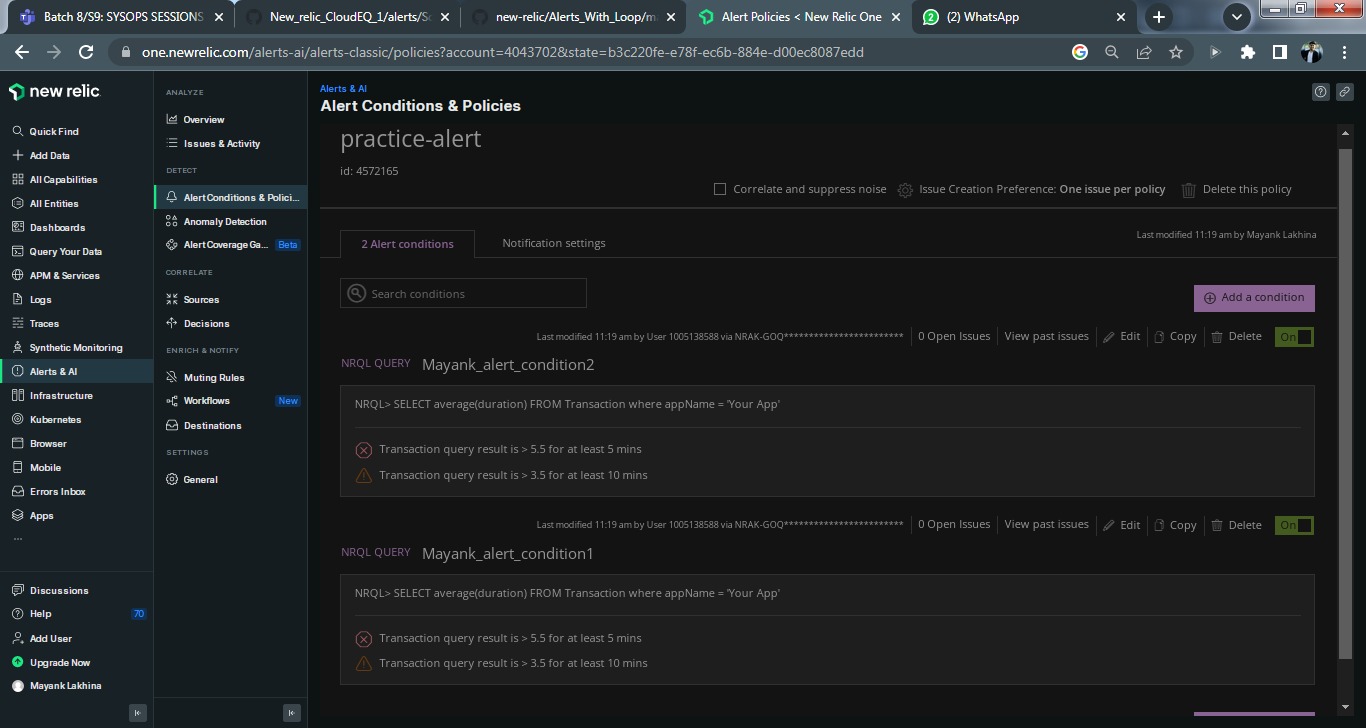 Batch 8/S9: SYSOPS SESSIONS
New_relic_CloudEQ_1/alerts/Sc
new-relic/Alerts_With_Loop/ma
Alert Policies < New Relic One
(2) WhatsApp
one.newrelic.com/alerts-ai/alerts-classic/policies?account=4043702&state=b3c220fe-e78f-ec6b-884e-d00ec8087edd
new relic
Quick Find
Add Data
All Capabilities
All Entities
Dashboards
Query Your Data
APM & Services
Logs
Traces
Synthetic Monitoring
Alerts & AI
Infrastructure
Kubernetes
Browser
Mobile
Errors Inbox
Apps
...
Discussions
Help 70
Add User
Upgrade Now
Mayank Lakhina
ANALYZE
Overview
Issues & Activity
DETECT
Alert Conditions & Polici...
Anomaly Detection
Alert Coverage Ga... Beta
CORRELATE
Sources
Decisions
ENRICH & NOTIFY
Muting Rules
Workflows New
Destinations
SETTINGS
General
Alerts & AI
Alert Conditions & Policies
practice-alert
id: 4572165
Correlate and suppress noise Issue Creation Preference: One issue per policy Delete this policy
2 Alert conditions Notification settings Last modified 11:19 am by Mayank Lakhina
Search conditions Add a condition
Last modified 11:19 am by User 1005138588 via NRAK-GOQ************************ 0 Open Issues View past issues Edit Copy Delete On
NRQL QUERY Mayank_alert_condition2
NRQL> SELECT average(duration) FROM Transaction where appName = 'Your App'
Transaction query result is > 5.5 for at least 5 mins
Transaction query result is > 3.5 for at least 10 mins
Last modified 11:19 am by User 1005138588 via NRAK-GOQ************************ 0 Open Issues View past issues Edit Copy Delete On
NRQL QUERY Mayank_alert_condition1
NRQL> SELECT average(duration) FROM Transaction where appName = 'Your App'
Transaction query result is > 5.5 for at least 5 mins
Transaction query result is > 3.5 for at least 10 mins